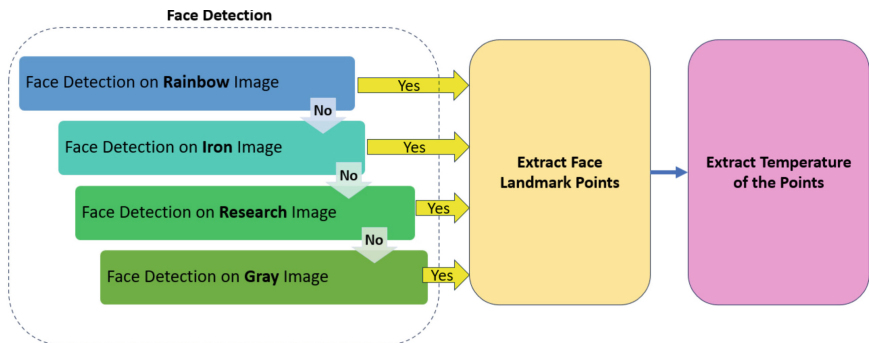 Face Detection
Face Detection on Rainbow Image
Yes
No
Face Detection on Iron Image
Yes
No
Face Detection on Research Image
Yes
No
Face Detection on Gray Image
Yes
Extract Face
Landmark Points
Extract Temperature
of the Points